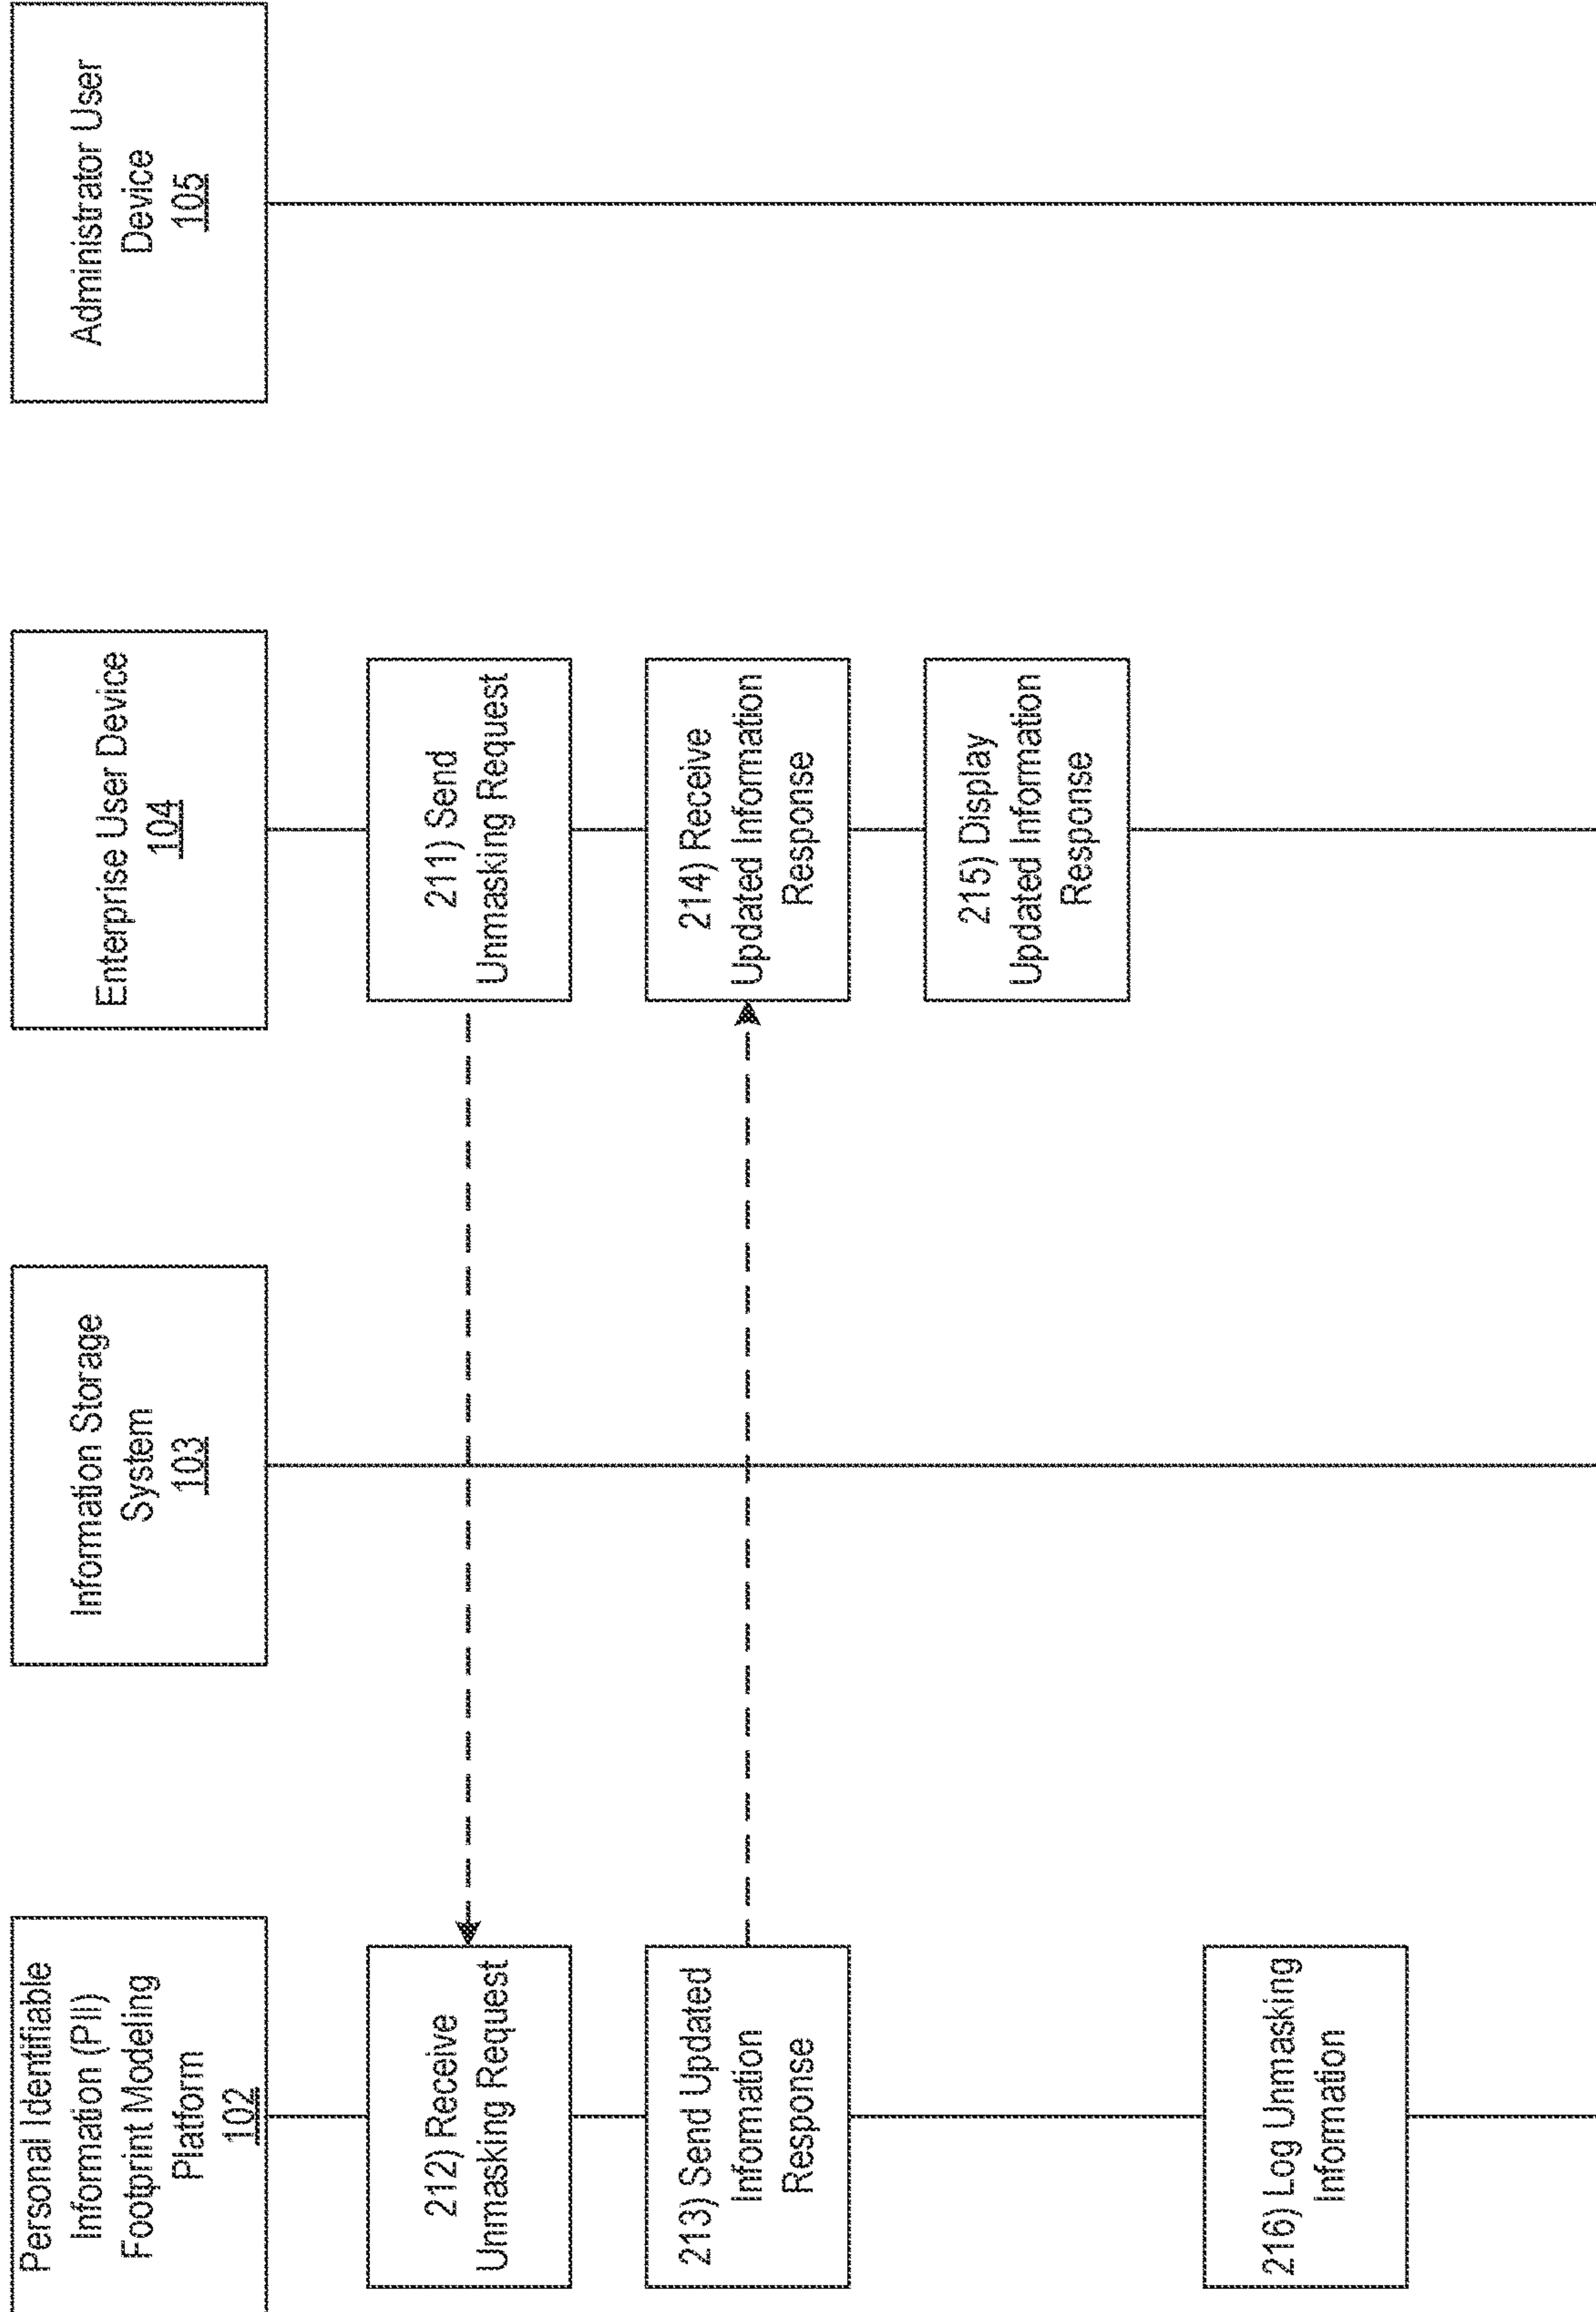 Personal Identifiable
Information (PII)
Footprint Modeling
Platform
102
Information Storage
System
103
Enterprise User Device
104
Administrator User
Device
105
211) Send
Unmasking Request
212) Receive
Unmasking Request
213) Send Updated
Information
Response
214) Receive
Updated Information
Response
215) Display
Updated Information
Response
216) Log Unmasking
Information